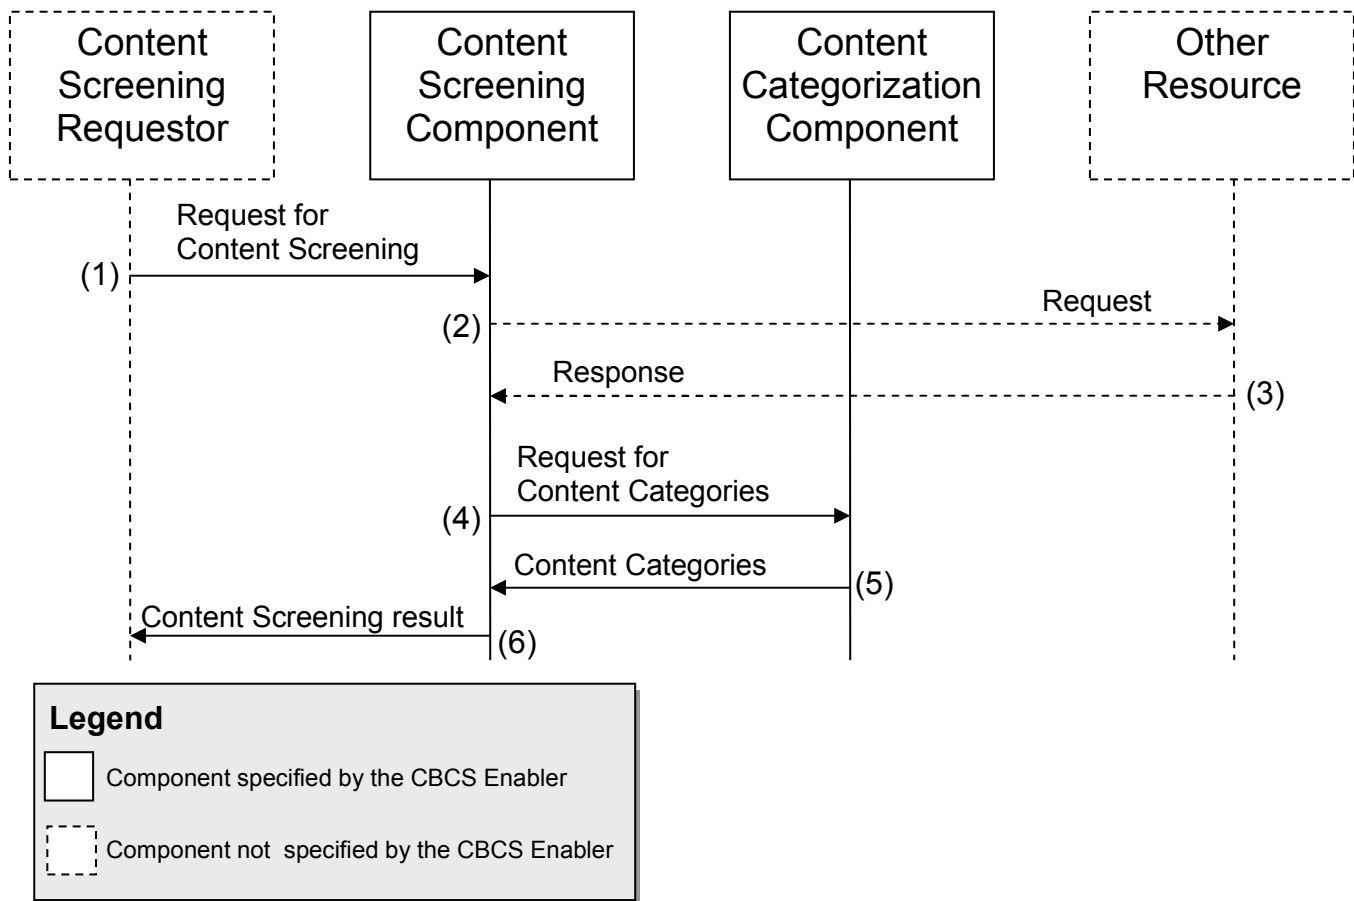 Content
Screening
Requestor
Content
Screening
Component
Content
Categorization
Component
Other
Resource
Request for
Content Screening
(1)
Request
(2)
Response
(3)
Request for
Content Categories
(4)
Content Categories
(5)
Content Screening result
(6)
Legend
Component specified by the CBCS Enabler
Component not specified by the CBCS Enabler